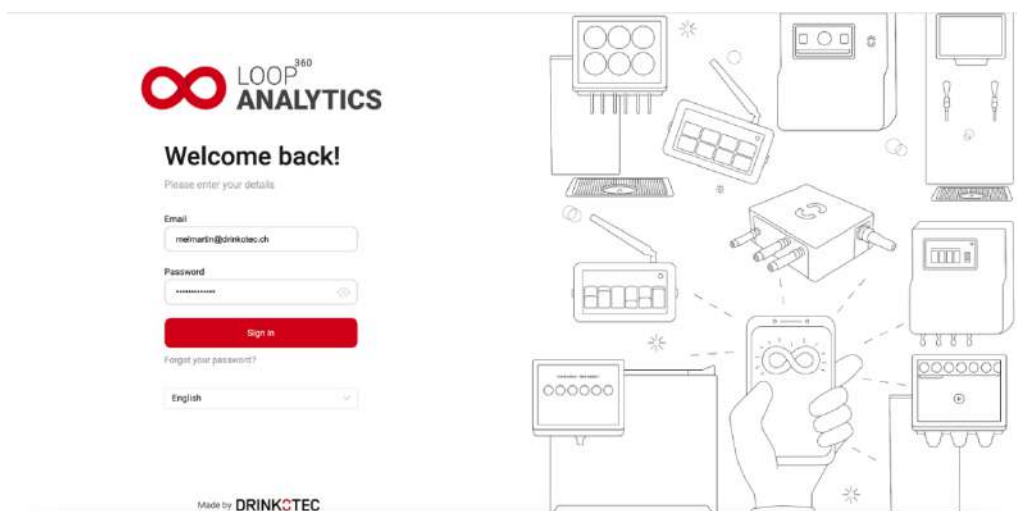 LOOP 360
ANALYTICS
Welcome back!
Please enter your details
Email
melmartin@drinkotec.ch
Password
Sign in
Forgot your password?
English
Made by DRINKOTEC